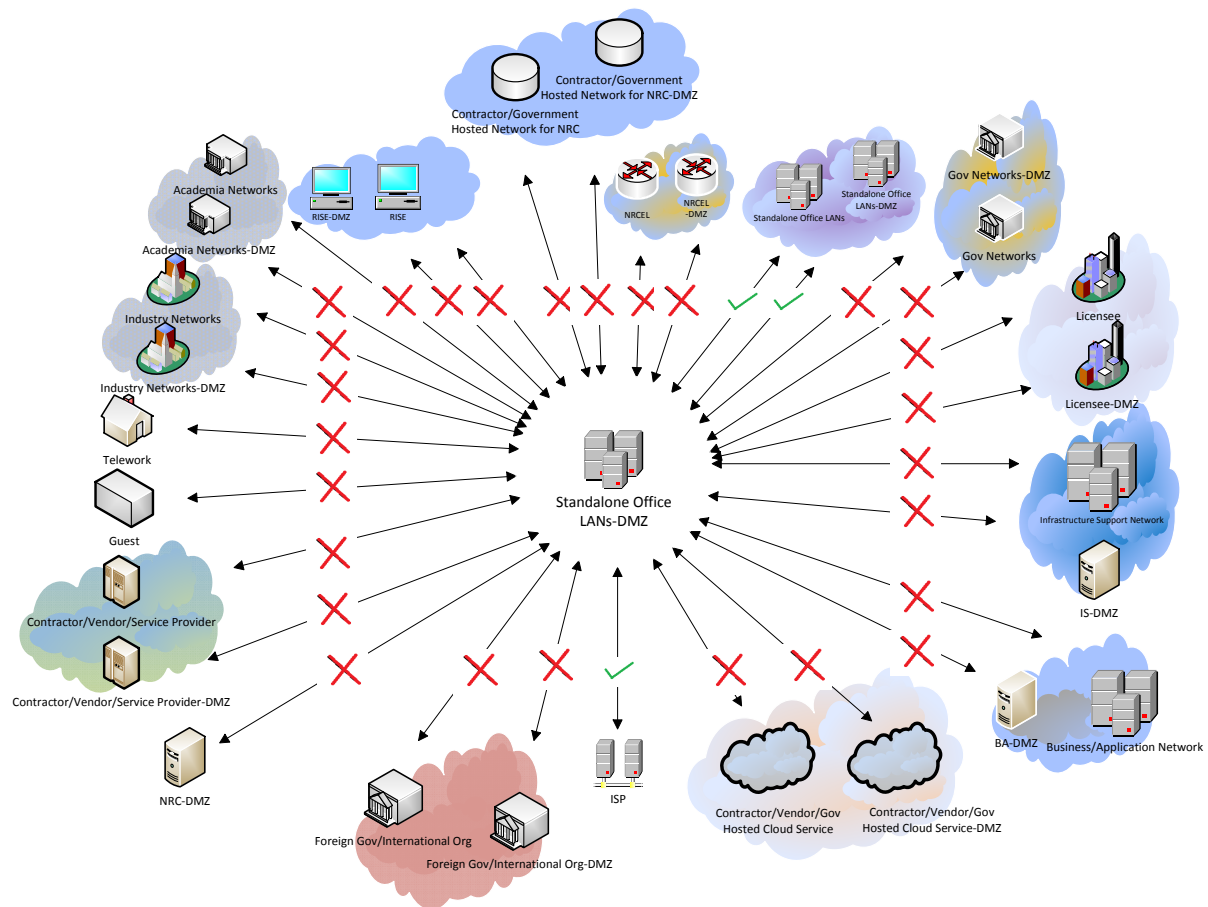 Contractor/Government
Hosted Network for NRC-DMZ
Contractor/Government
Hosted Network for NRC
Academia Networks
Academia Networks-DMZ
RISE-DMZ
RISE
NRCEL
NRCEL
-DMZ
Standalone Office LANs
Standalone Office
LANs-DMZ
Gov Networks-DMZ
Gov Networks
Industry Networks
Industry Networks-DMZ
Licensee
Licensee-DMZ
Telework
Guest
Standalone Office
LANs-DMZ
Infrastructure Support Network
IS-DMZ
Contractor/Vendor/Service Provider
Contractor/Vendor/Service Provider-DMZ
NRC-DMZ
BA-DMZ
Business/Application Network
ISP
Contractor/Vendor/Gov
Hosted Cloud Service
Contractor/Vendor/Gov
Hosted Cloud Service-DMZ
Foreign Gov/International Org
Foreign Gov/International Org-DMZ